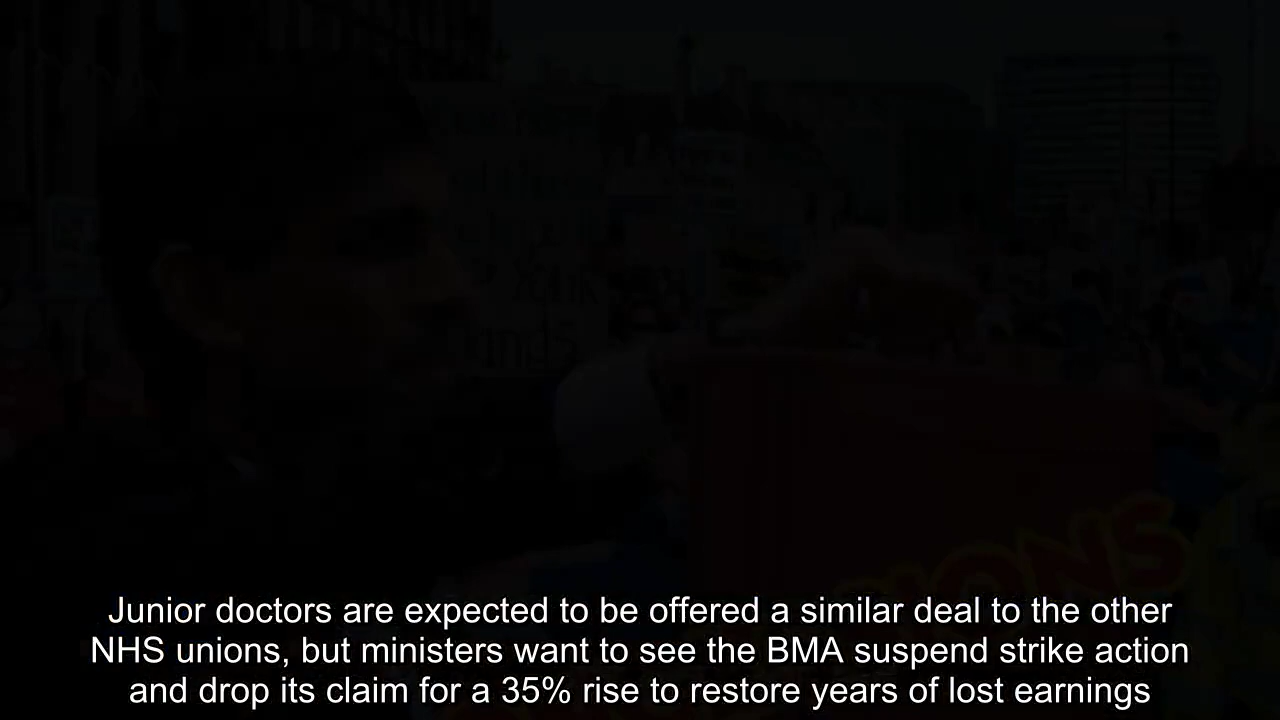 Junior doctors are expected to be offered a similar deal to the other
NHS unions, but ministers want to see the BMA suspend strike action
and drop its claim for a 35% rise to restore years of lost earnings